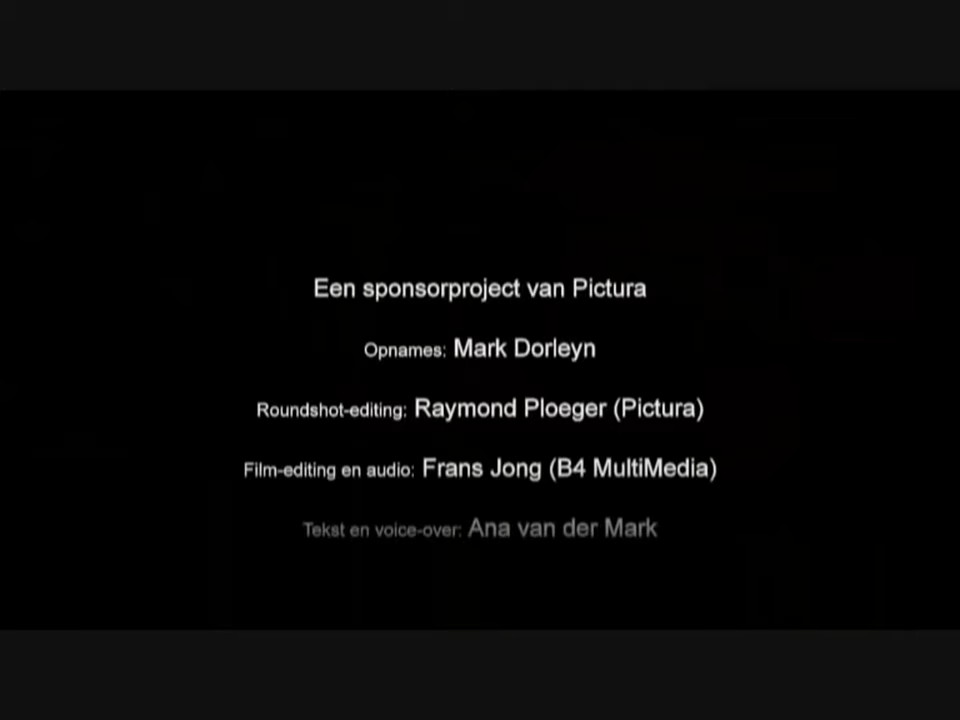 Een sponsorproject van Pictura
Opnames: Mark Dorleyn
Roundshot-editing: Raymond Ploeger (Pictura)
Film-editing en audio: Frans Jong (B4 MultiMedia)
Tekst en voice-over: Ana van der Mark